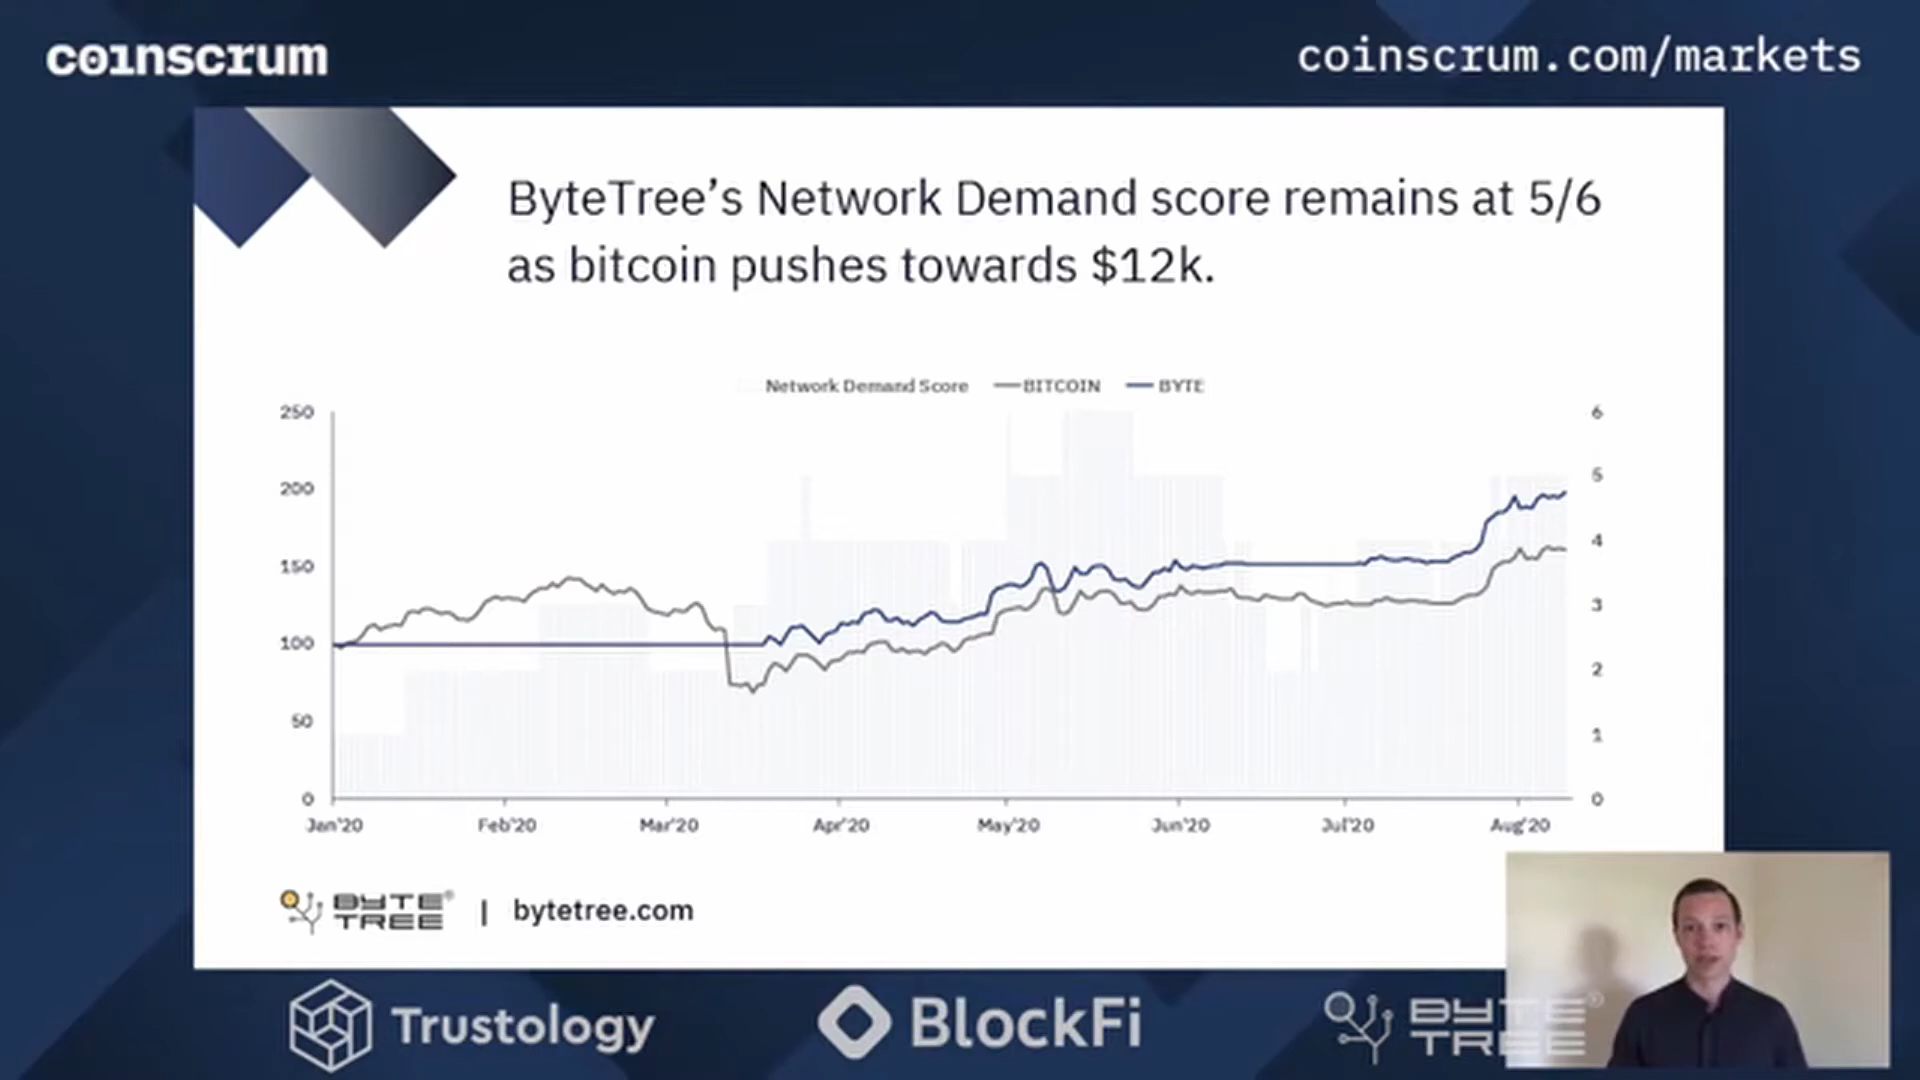 coinscrum
coinscrum.com/markets
ByteTree’s Network Demand score remains at 5/6
as bitcoin pushes towards $12k.
Network Demand Score BITCOIN BYTE
250 6
200 5
150 4
100 3
50 2
0 1
0
Jan'20 Feb'20 Mar'20 Apr'20 May'20 Jun'20 Jul'20 Aug'20
BYTE®
TREE
| bytetree.com
Trustology
BlockFi
BYTE®
TREE